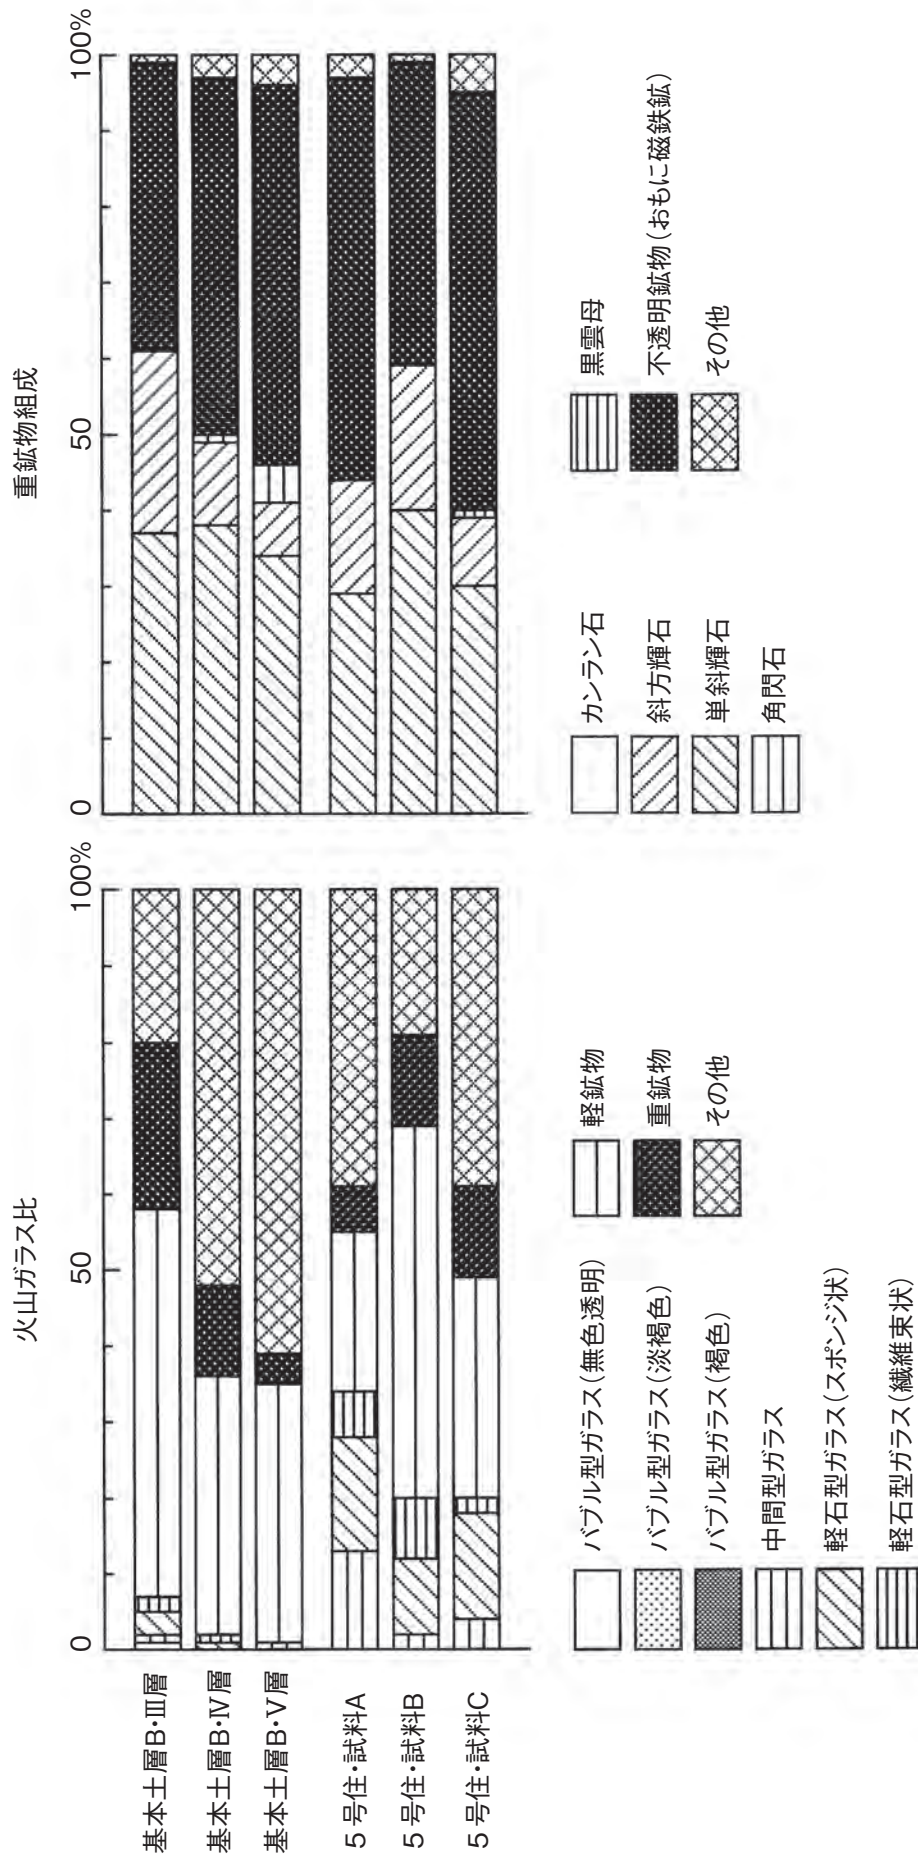 火山ガラス比
0
50
100%
重鉱物組成
0
50
100%
基本土層B・Ⅲ層
基本土層B・Ⅳ層
基本土層B・Ⅴ層
5号住・試料A
5号住・試料B
5号住・試料C
バブル型ガラス(無色透明)
バブル型ガラス(淡褐色)
バブル型ガラス(褐色)
中間型ガラス
軽石型ガラス(スポンジ状)
軽石型ガラス(繊維束状)
軽鉱物
重鉱物
その他
カンラン石
斜方輝石
単斜輝石
角閃石
黒雲母
不透明鉱物(おもに磁鉄鉱)
その他